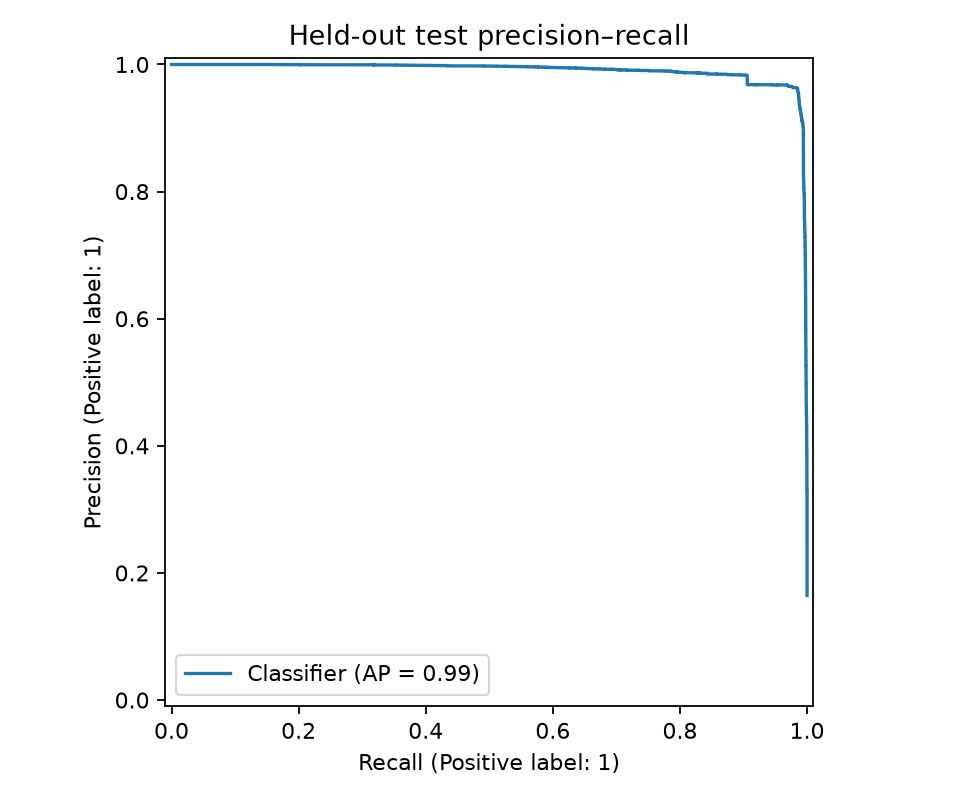 Held-out test precision–recall
1.0
0.8
0.6
0.4
0.2
0.0
Precision (Positive label: 1)
Classifier (AP = 0.99)
0.0 0.2 0.4 0.6 0.8 1.0
Recall (Positive label: 1)